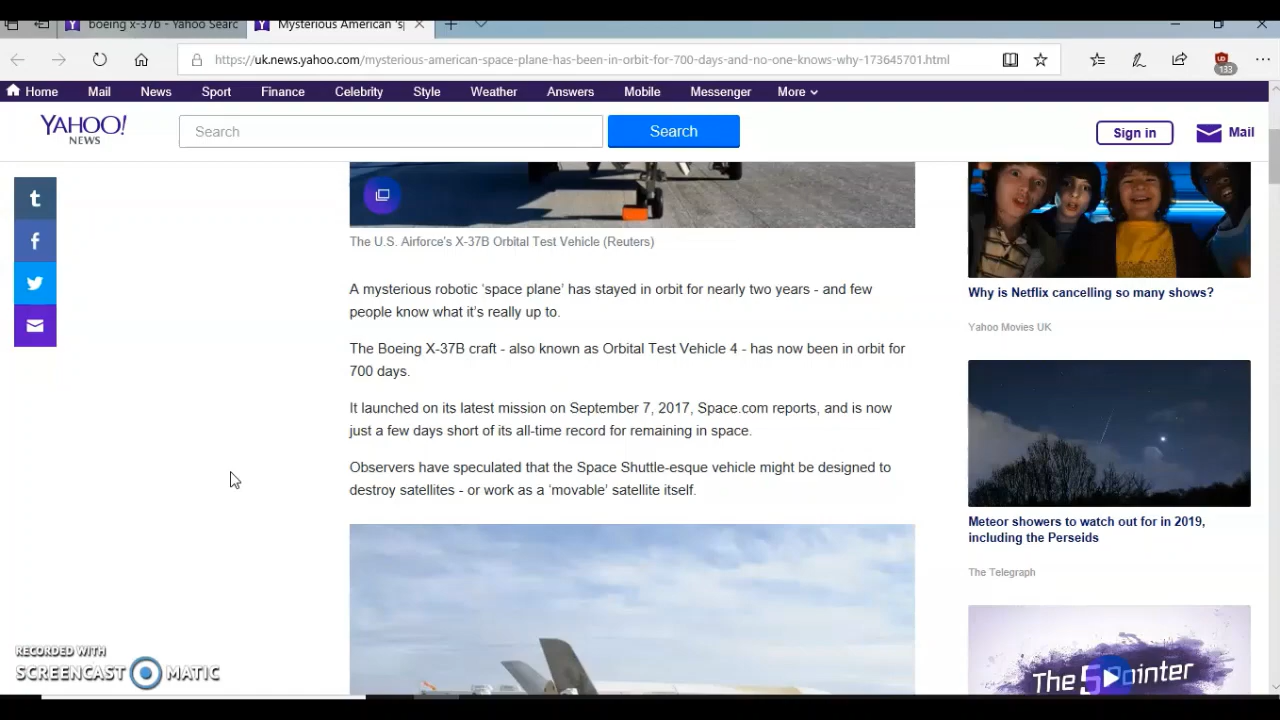 boeing x-37b - Yahoo Searc
Mysterious American 's
https://uk.news.yahoo.com/mysterious-american-space-plane-has-been-in-orbit-for-700-days-and-no-one-knows-why-173645701.html
133
Home Mail News Sport Finance Celebrity Style Weather Answers Mobile Messenger More
YAHOO!
NEWS
Search
Search
Sign in
Mail
The U.S. Airforce's X-37B Orbital Test Vehicle (Reuters)
A mysterious robotic 'space plane' has stayed in orbit for nearly two years - and few
people know what it's really up to.
The Boeing X-37B craft - also known as Orbital Test Vehicle 4 - has now been in orbit for
700 days.
It launched on its latest mission on September 7, 2017, Space.com reports, and is now
just a few days short of its all-time record for remaining in space.
Observers have speculated that the Space Shuttle-esque vehicle might be designed to
destroy satellites - or work as a 'movable' satellite itself.
Why is Netflix cancelling so many shows?
Yahoo Movies UK
Meteor showers to watch out for in 2019,
including the Perseids
The Telegraph
The 5 Pointer
RECORDED WITH
SCREENCAST MATIC